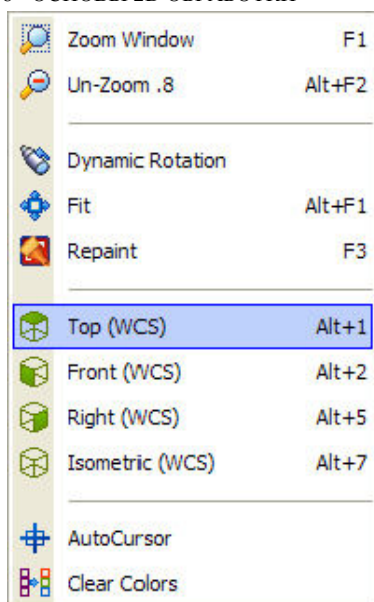 Zoom Window F1
Un-Zoom .8 Alt+F2
Dynamic Rotation
Fit Alt+F1
Repaint F3
Top (WCS) Alt+1
Front (WCS) Alt+2
Right (WCS) Alt+5
Isometric (WCS) Alt+7
AutoCursor
Clear Colors